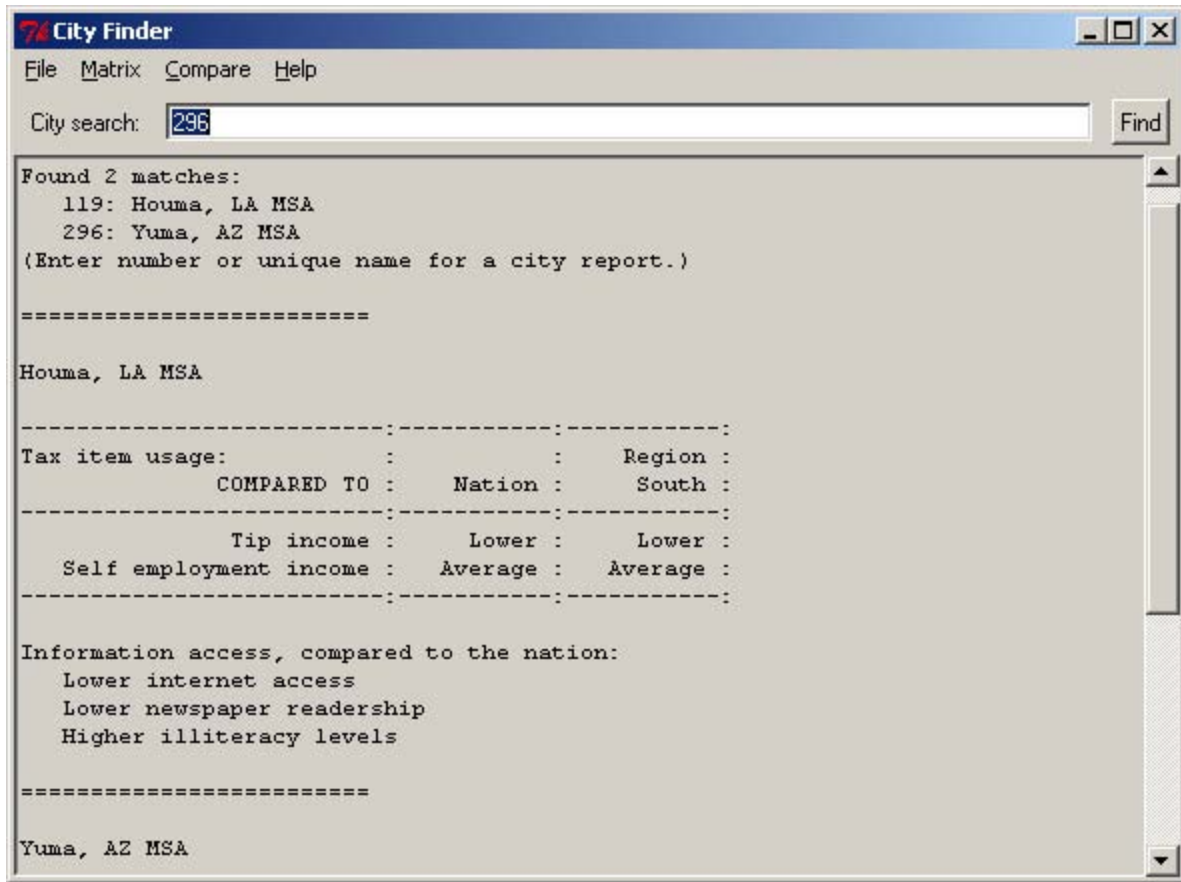 City Finder
File Matrix Compare Help
City search: 296 Find
Found 2 matches:
   119: Houma, LA MSA
   296: Yuma, AZ MSA
(Enter number or unique name for a city report.)
=========================
Houma, LA MSA
--------------------------:-----------:-----------:
Tax item usage:           :           :    Region :
              COMPARED TO :    Nation :     South :
--------------------------:-----------:-----------:
               Tip income :     Lower :     Lower :
   Self employment income :   Average :   Average :
--------------------------:-----------:-----------:
Information access, compared to the nation:
   Lower internet access
   Lower newspaper readership
   Higher illiteracy levels
=========================
Yuma, AZ MSA